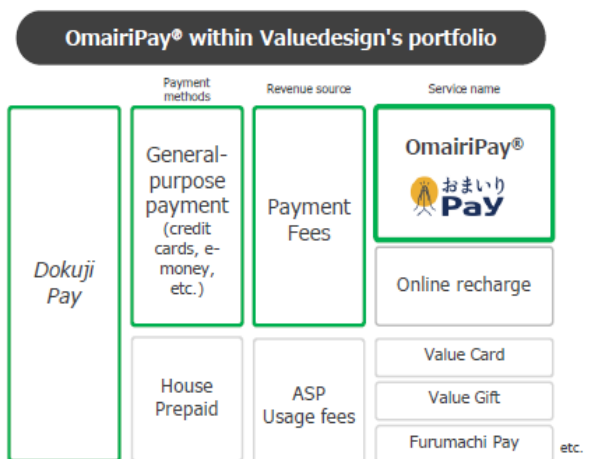 OmairiPay® within Valuedesign's portfolio
Payment
methods
Revenue source
Service name
Dokuji
Pay
General-
purpose
payment
(credit
cards, e-
money,
etc.)
Payment
Fees
OmairiPay®
おまいり
Pay
Online recharge
House
Prepaid
ASP
Usage fees
Value Card
Value Gift
Furumachi Pay
etc.